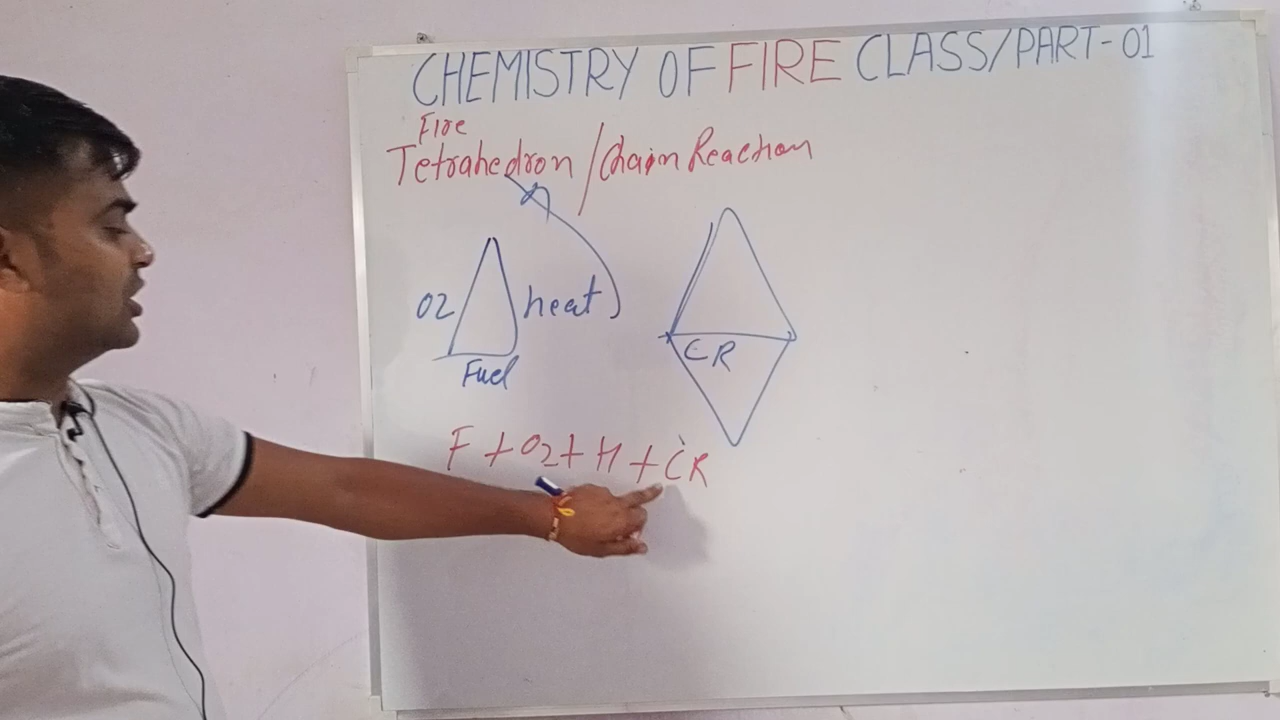 CHEMISTRY OF FIRE CLASS/PART-01
Fire
Tetrahedron/Chain Reaction
O2 heat
Fuel
CR
F + O2 + H + CR